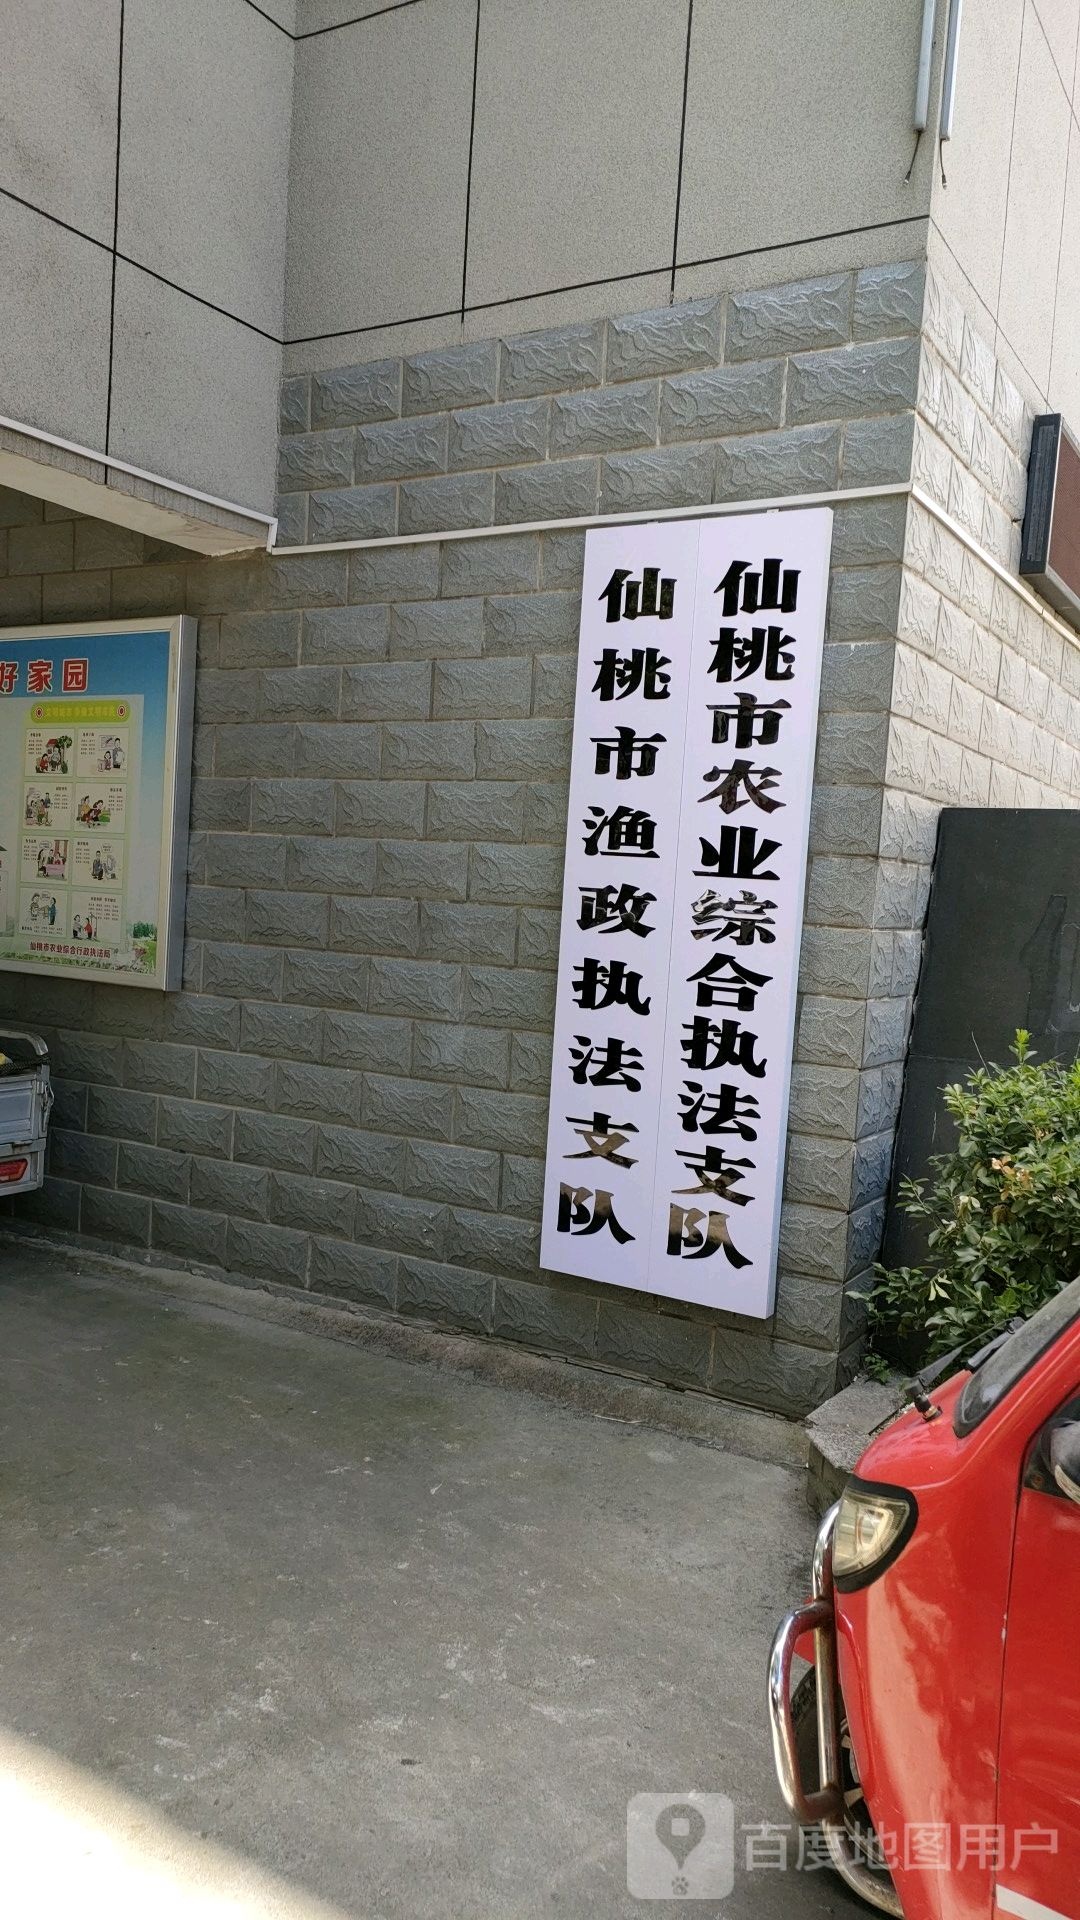 仙桃市农业综合执法支队
仙桃市渔政执法支队
好家园
仙桃市农业综合行政执法局
百度地图用户